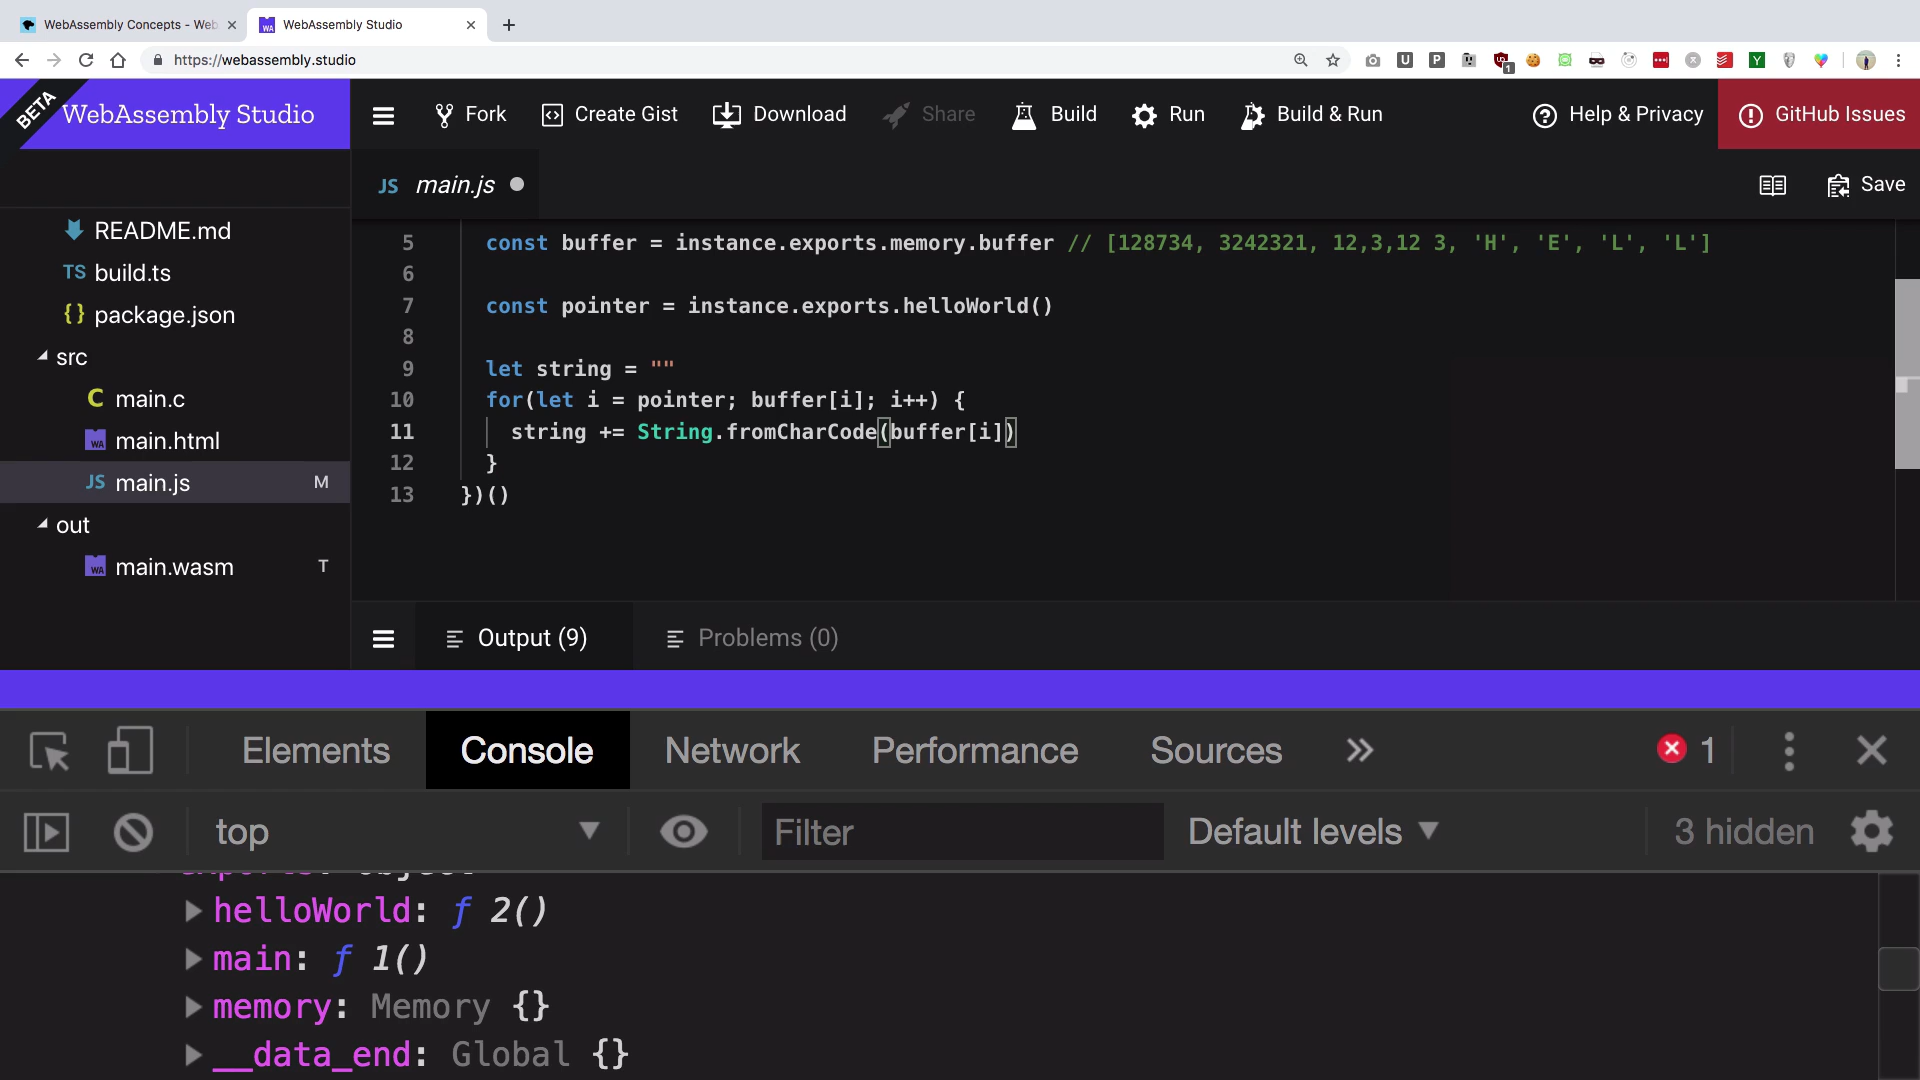 WebAssembly Concepts - Web
WebAssembly Studio
https://webassembly.studio
1
BETA
WebAssembly Studio
Fork
Create Gist
Download
Share
Build
Run
Build & Run
Help & Privacy
GitHub Issues
JS main.js
Save
README.md
TS build.ts
{} package.json
src
C main.c
WA main.html
JS main.js M
out
WA main.wasm T
5 const buffer = instance.exports.memory.buffer // [128734, 3242321, 12,3,12 3, 'H', 'E', 'L', 'L']
6
7 const pointer = instance.exports.helloWorld()
8
9 let string = ""
10 for(let i = pointer; buffer[i]; i++) {
11 string += String.fromCharCode(buffer[i])
12 }
13 })()
Output (9)
Problems (0)
Elements
Console
Network
Performance
Sources
1
top
Filter
Default levels
3 hidden
helloWorld: ƒ 2()
main: ƒ 1()
memory: Memory {}
__data_end: Global {}